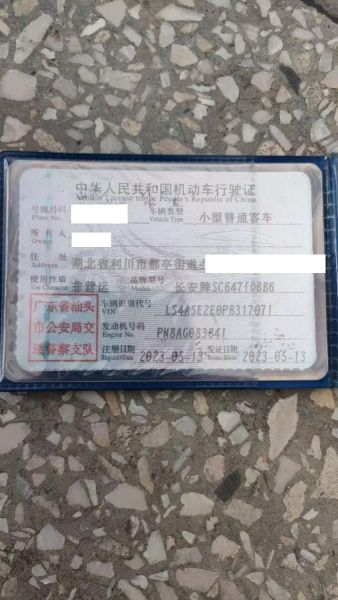 中华人民共和国机动车行驶证
Vehicle License of the People's Republic of China
号牌号码 Plate No. 车辆类型 Vehicle Type 小型普通客车
所有人 Owner
住址 Address 湖北省利川市都亭街道
使用性质 Use Character 非营运 品牌型号 Model 长安牌SC6471DBB6
广东省汕头市公安局交通警察支队
车辆识别代号 VIN LS4ASE2E0PB317071
发动机号码 Engine No. PN8AG083841
注册日期 Register Date 2023-05-13 发证日期 Issue Date 2023-05-13